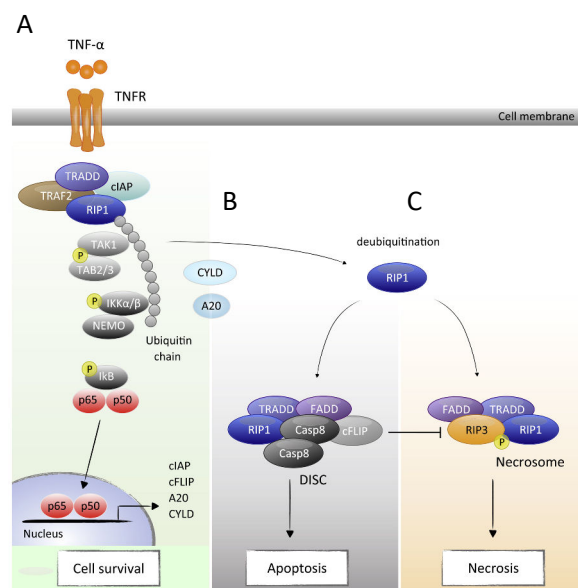 A
TNF-α
TNFR
Cell membrane
TRADD
TRAF2
cIAP
RIP1
TAK1
P
TAB2/3
P
IKKα/β
NEMO
Ubiquitin
chain
P
IkB
p65
p50
p65
p50
Nucleus
cIAP
cFLIP
A20
CYLD
Cell survival
B
CYLD
A20
TRADD
FADD
RIP1
Casp8
cFLIP
Casp8
DISC
Apoptosis
C
deubiquitination
RIP1
FADD
TRADD
RIP3
RIP1
P
Necrosome
Necrosis